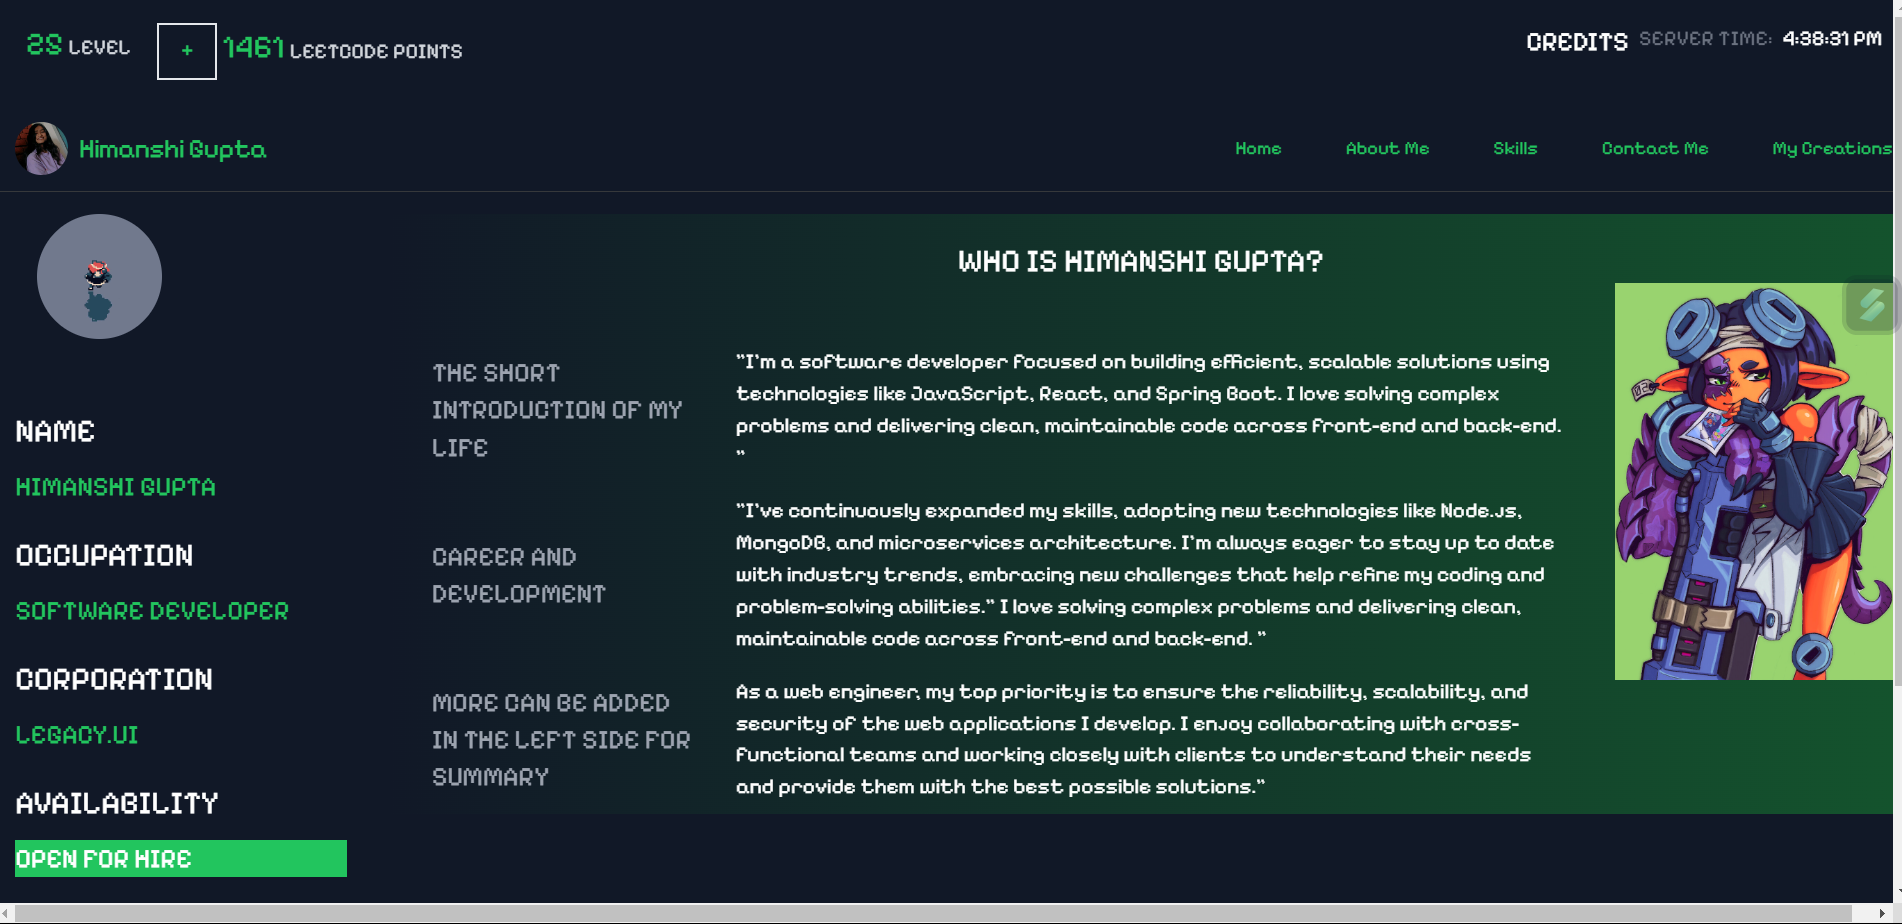 29 LEVEL
+
1461 LEETCODE POINTS
CREDITS SERVER TIME: 4:38:31 PM
Himanshi Gupta
Home
About Me
Skills
Contact Me
My Creations
WHO IS HIMANSHI GUPTA?
NAME
HIMANSHI GUPTA
OCCUPATION
SOFTWARE DEVELOPER
CORPORATION
LEGACY.UI
AVAILABILITY
OPEN FOR HIRE
THE SHORT
INTRODUCTION OF MY
LIFE
"I'm a software developer focused on building efficient, scalable solutions using
technologies like JavaScript, React, and Spring Boot. I love solving complex
problems and delivering clean, maintainable code across front-end and back-end.
"
CAREER AND
DEVELOPMENT
"I've continuously expanded my skills, adopting new technologies like Node.js,
MongoDB, and microservices architecture. I'm always eager to stay up to date
with industry trends, embracing new challenges that help refine my coding and
problem-solving abilities." I love solving complex problems and delivering clean,
maintainable code across front-end and back-end. "
MORE CAN BE ADDED
IN THE LEFT SIDE FOR
SUMMARY
As a web engineer, my top priority is to ensure the reliability, scalability, and
security of the web applications I develop. I enjoy collaborating with cross-
functional teams and working closely with clients to understand their needs
and provide them with the best possible solutions."